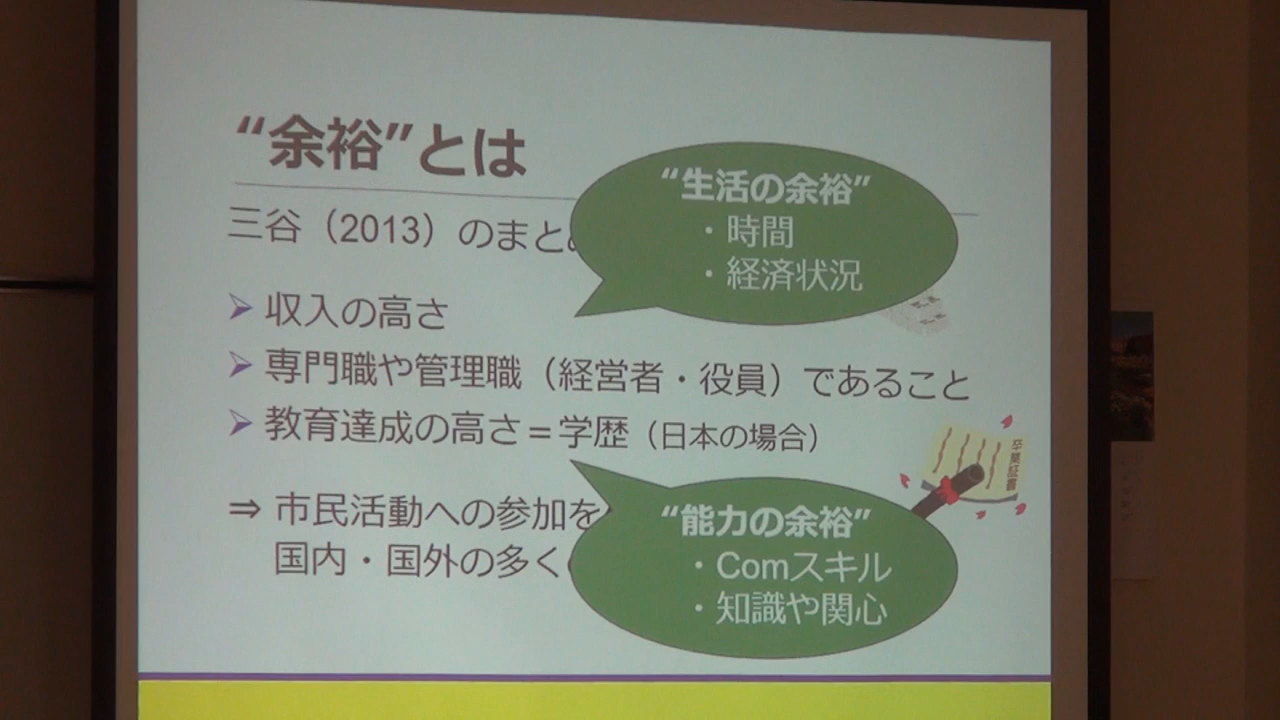 “余裕”とは
三谷（2013）のまと
“生活の余裕”
・時間
・経済状況
➢ 収入の高さ
➢ 専門職や管理職（経営者・役員）であること
➢ 教育達成の高さ＝学歴（日本の場合）
卒業証書
⇒ 市民活動への参加を
国内・国外の多く
“能力の余裕”
・Comスキル
・知識や関心